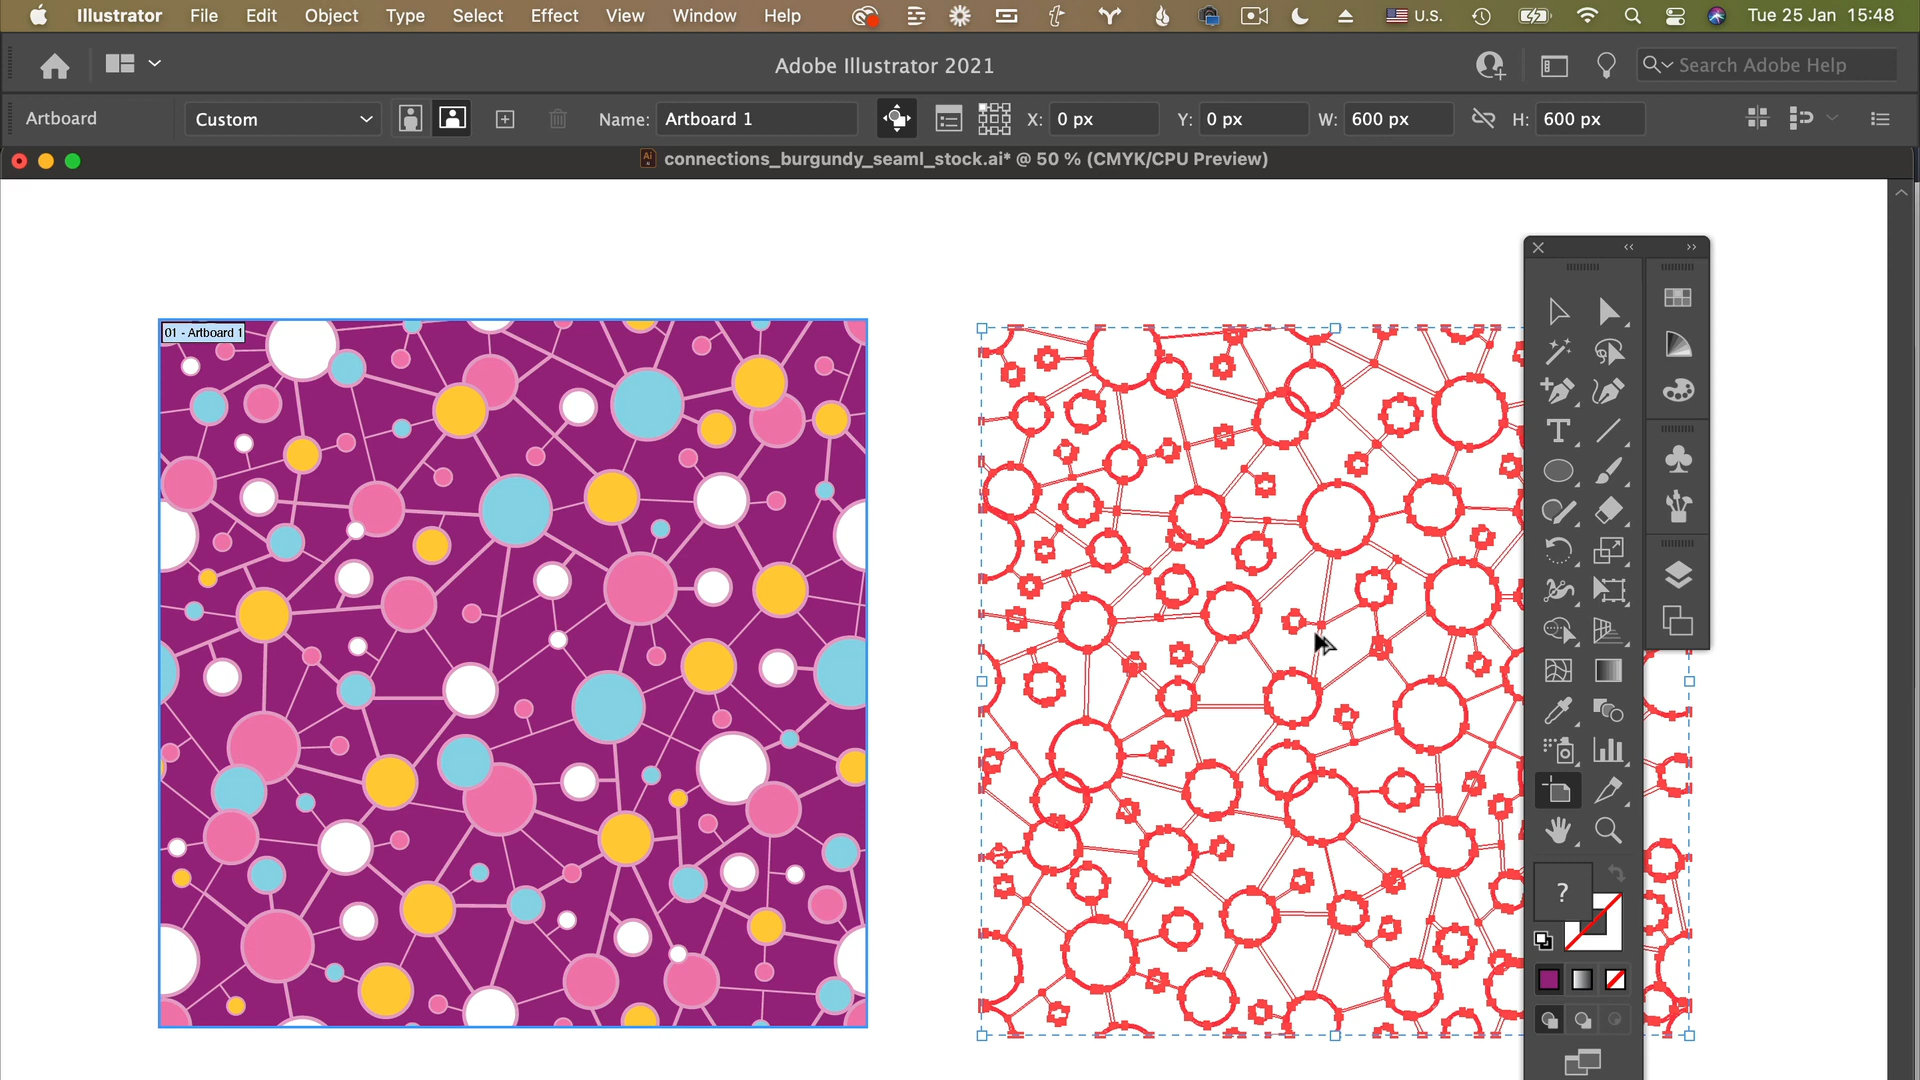 Illustrator File Edit Object Type Select Effect View Window Help U.S. Tue 25 Jan 15:48
Adobe Illustrator 2021
Search Adobe Help
Artboard Custom Name: Artboard 1 X: 0 px Y: 0 px W: 600 px H: 600 px
Ai connections_burgundy_seaml_stock.ai* @ 50 % (CMYK/CPU Preview)
01 - Artboard 1
T
?